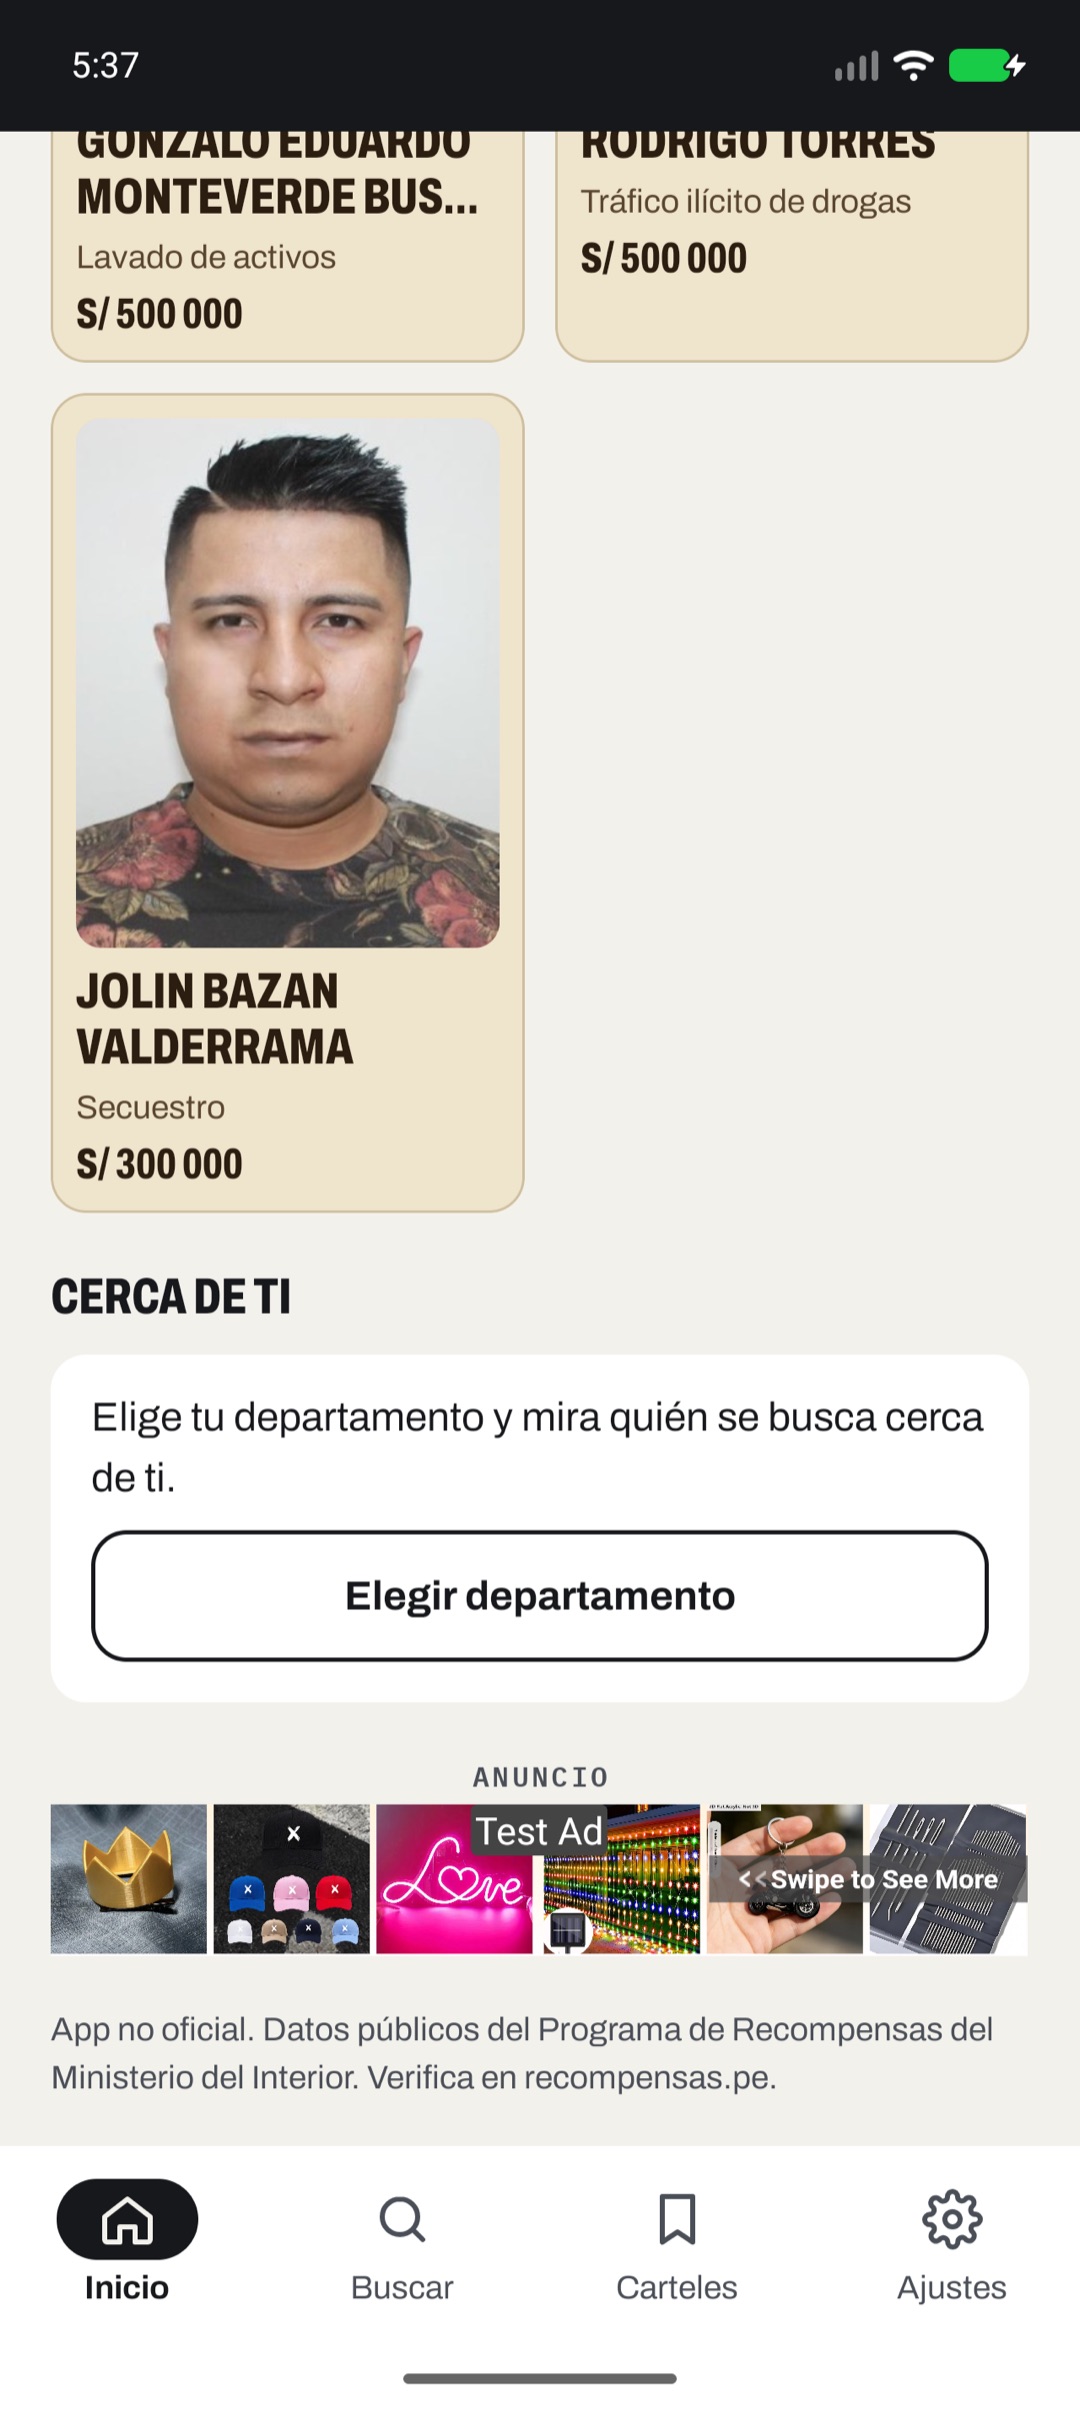 5:37
GONZALO EDUARDO
MONTEVERDE BUS...
Lavado de activos
S/ 500 000
RODRIGO TORRES
Tráfico ilícito de drogas
S/ 500 000
JOLIN BAZAN
VALDERRAMA
Secuestro
S/ 300 000
CERCA DE TI
Elige tu departamento y mira quién se busca cerca
de ti.
Elegir departamento
ANUNCIO
Test Ad
Love
<<Swipe to See More
App no oficial. Datos públicos del Programa de Recompensas del
Ministerio del Interior. Verifica en recompensas.pe.
Inicio
Buscar
Carteles
Ajustes